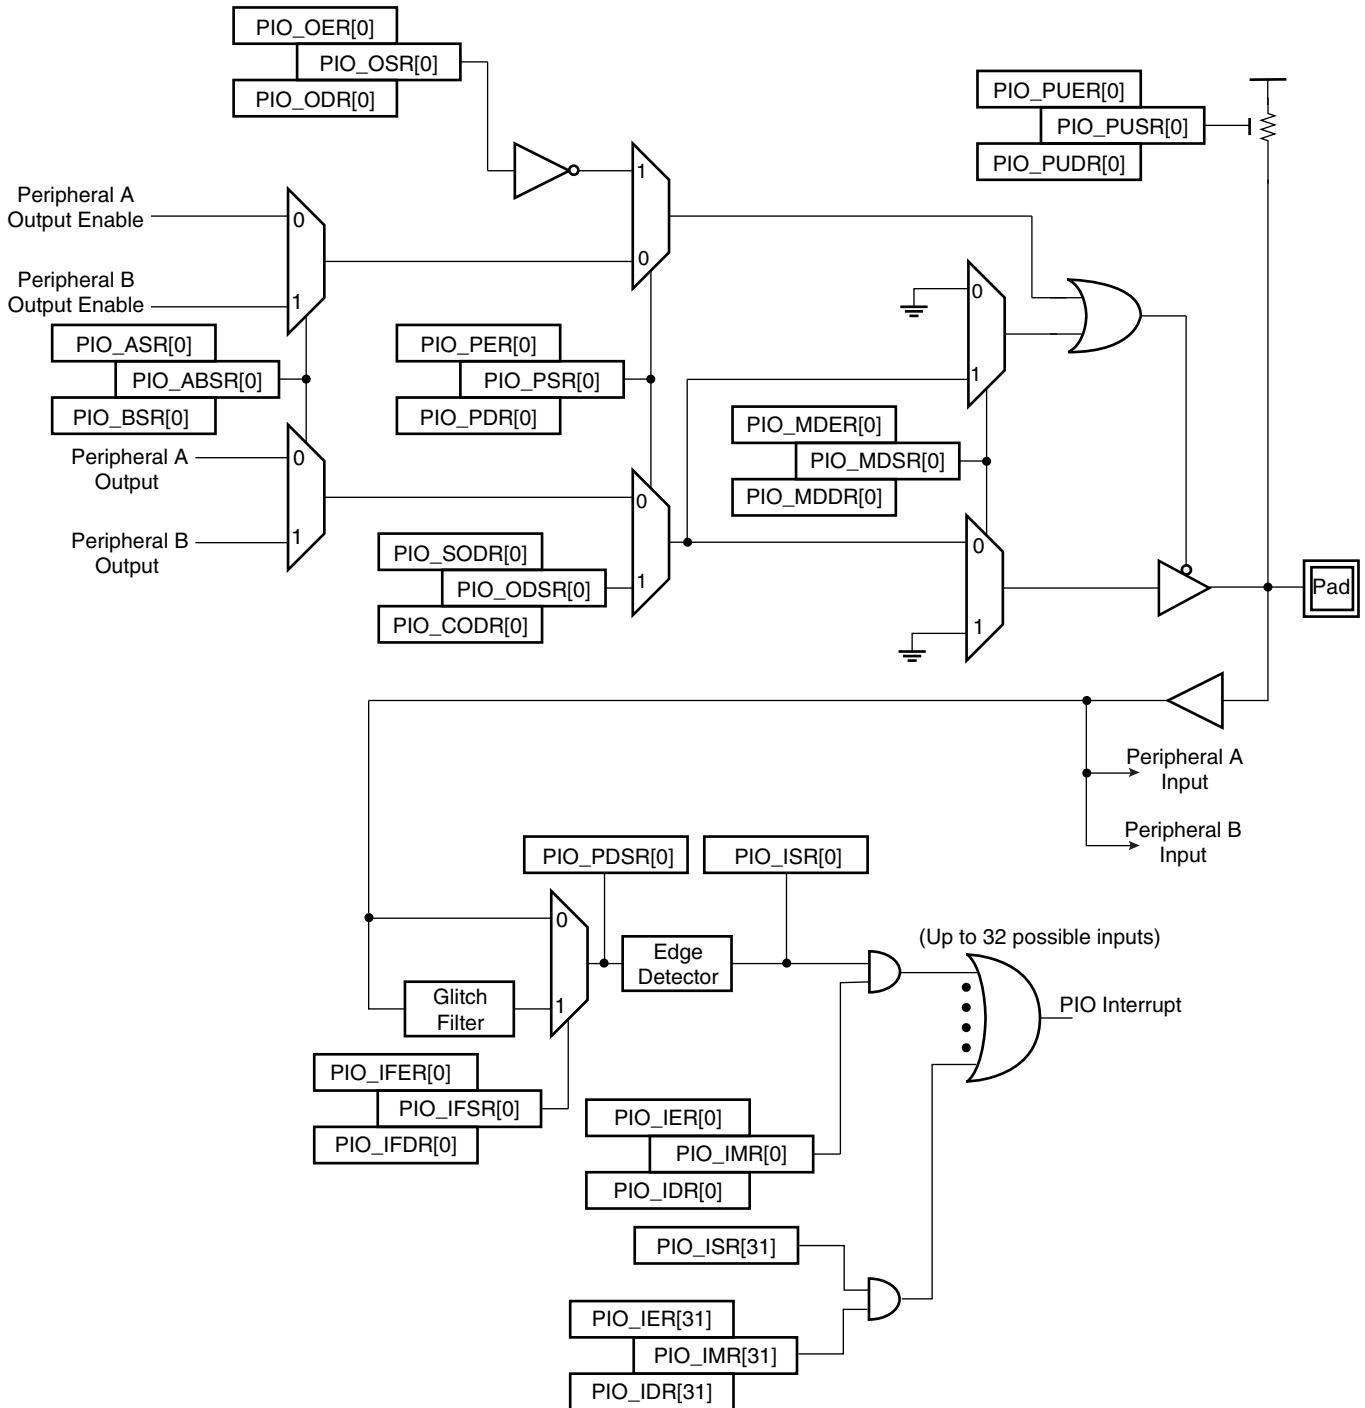 PIO_OER[0]
PIO_OSR[0]
PIO_ODR[0]
PIO_PUER[0]
PIO_PUSR[0]
PIO_PUDR[0]
1
0
Peripheral A
Output Enable
0
Peripheral B
Output Enable
1
PIO_ASR[0]
PIO_ABSR[0]
PIO_BSR[0]
PIO_PER[0]
PIO_PSR[0]
PIO_PDR[0]
0
1
PIO_MDER[0]
PIO_MDSR[0]
PIO_MDDR[0]
Peripheral A
Output
0
Peripheral B
Output
1
0
1
PIO_SODR[0]
PIO_ODSR[0]
PIO_CODR[0]
0
1
Pad
Peripheral A
Input
Peripheral B
Input
PIO_PDSR[0]
PIO_ISR[0]
0
1
Glitch
Filter
Edge
Detector
(Up to 32 possible inputs)
PIO Interrupt
PIO_IFER[0]
PIO_IFSR[0]
PIO_IFDR[0]
PIO_IER[0]
PIO_IMR[0]
PIO_IDR[0]
PIO_ISR[31]
PIO_IER[31]
PIO_IMR[31]
PIO_IDR[31]